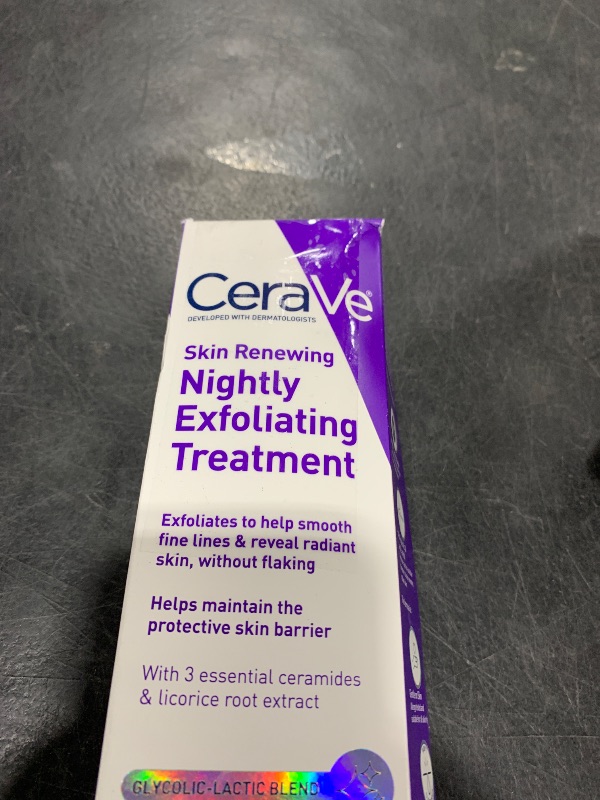 CeraVe®
DEVELOPED WITH DERMATOLOGISTS
Skin Renewing
Nightly
Exfoliating
Treatment
Exfoliates to help smooth
fine lines & reveal radiant
skin, without flaking
Helps maintain the
protective skin barrier
With 3 essential ceramides
& licorice root extract
GLYCOLIC-LACTIC BLEND